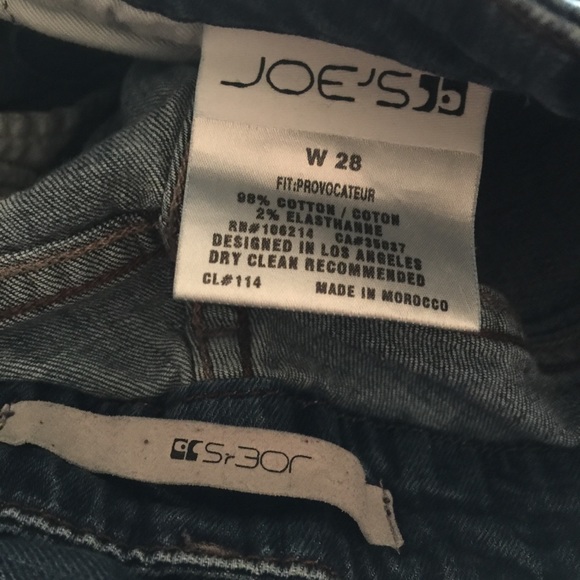 JOE'S
W 28
FIT:PROVOCATEUR
98% COTTON / COTON
2% ELASTHANNE
RN#106214 CA#35037
DESIGNED IN LOS ANGELES
DRY CLEAN RECOMMENDED
CL#114 MADE IN MOROCCO
JOE'S